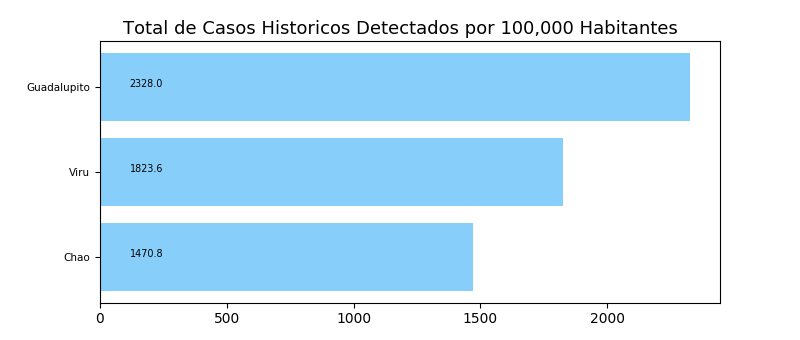 Total de Casos Historicos Detectados por 100,000 Habitantes
Guadalupito 2328.0
Viru 1823.6
Chao 1470.8
0 500 1000 1500 2000